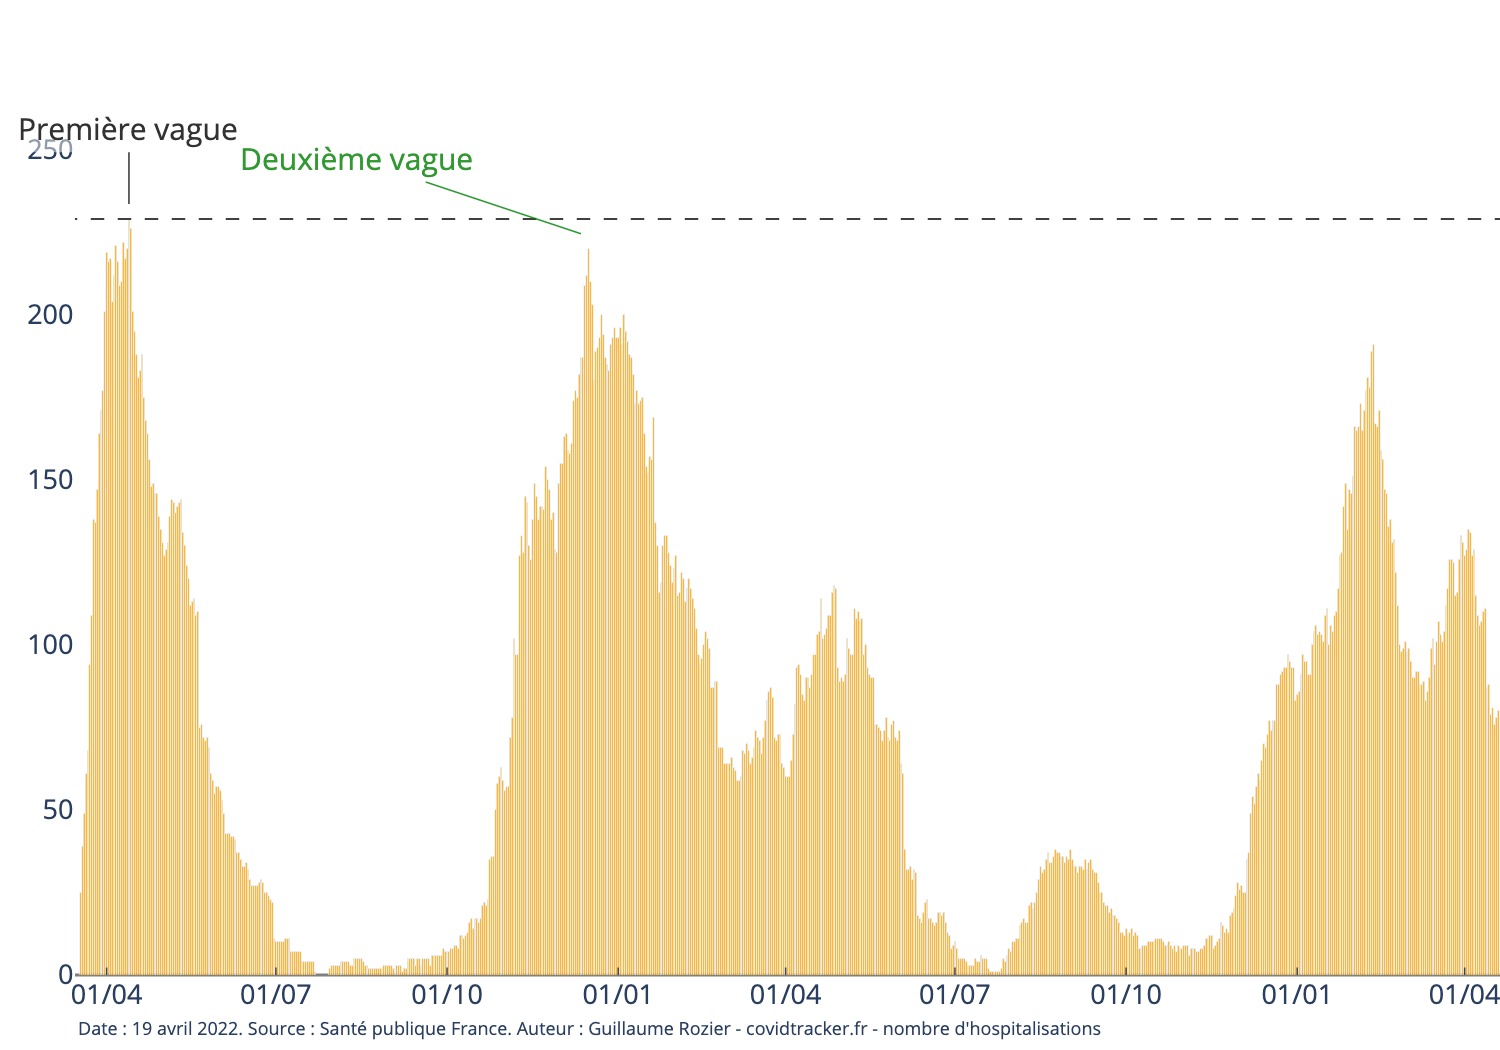 Première vague
250
Deuxième vague
200
150
100
50
0
01/04 01/07 01/10 01/01 01/04 01/07 01/10 01/01 01/04
Date : 19 avril 2022. Source : Santé publique France. Auteur : Guillaume Rozier - covidtracker.fr - nombre d'hospitalisations